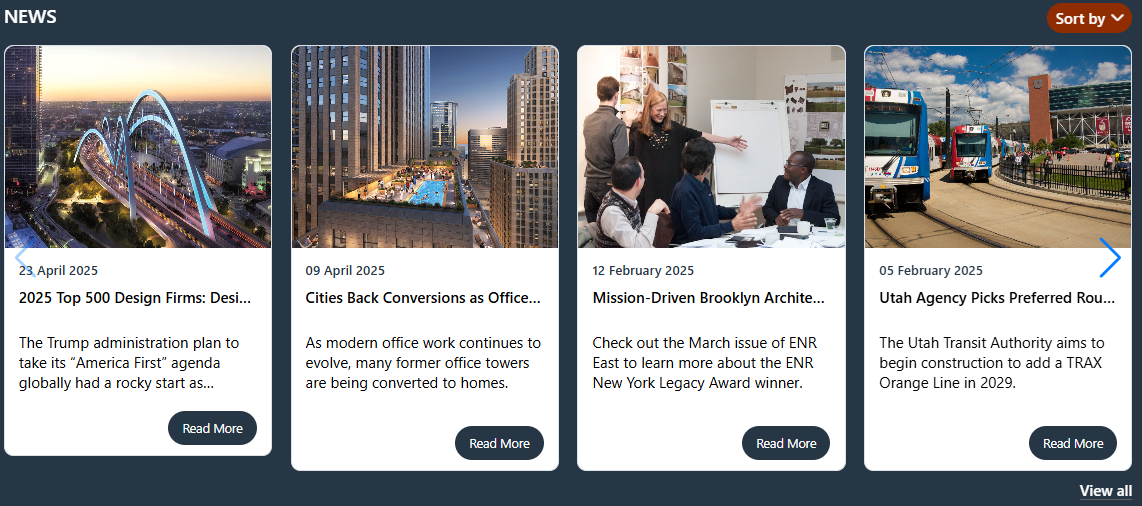 NEWS
Sort by
23 April 2025
2025 Top 500 Design Firms: Desi...
The Trump administration plan to
take its “America First” agenda
globally had a rocky start as...
Read More
09 April 2025
Cities Back Conversions as Office...
As modern office work continues to
evolve, many former office towers
are being converted to homes.
Read More
12 February 2025
Mission-Driven Brooklyn Archite...
Check out the March issue of ENR
East to learn more about the ENR
New York Legacy Award winner.
Read More
05 February 2025
Utah Agency Picks Preferred Rou...
The Utah Transit Authority aims to
begin construction to add a TRAX
Orange Line in 2029.
Read More
View all